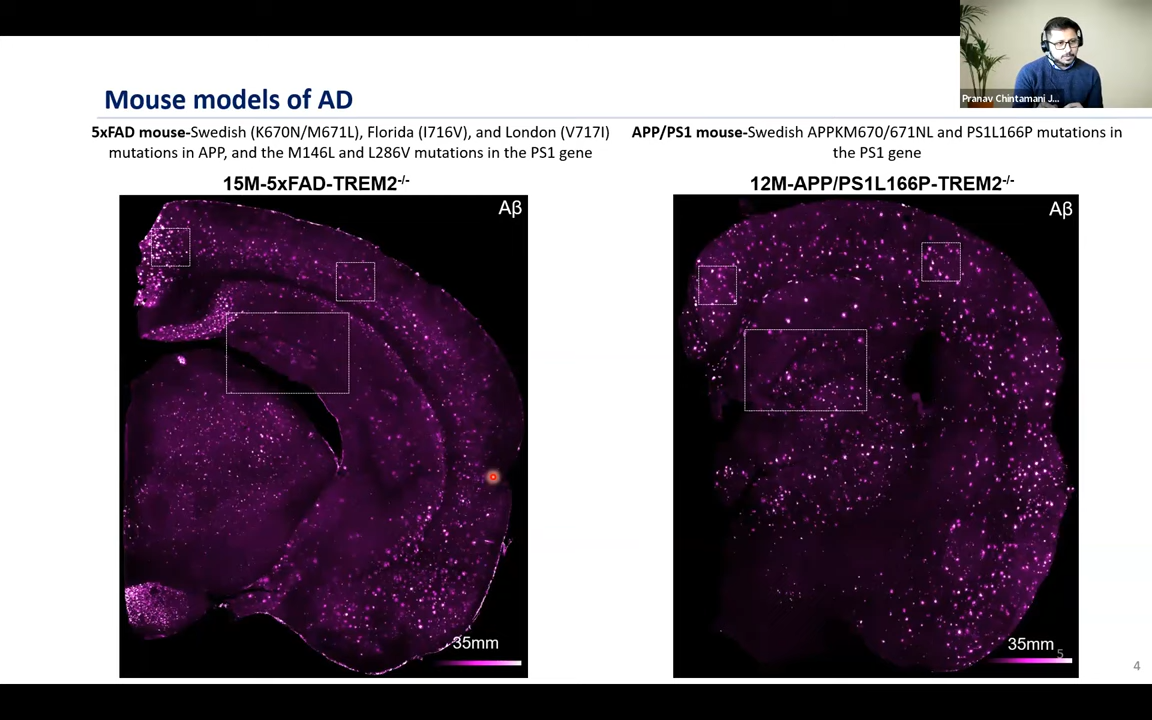 Pranav Chintamani J...
Mouse models of AD
5xFAD mouse-Swedish (K670N/M671L), Florida (I716V), and London (V717I)
mutations in APP, and the M146L and L286V mutations in the PS1 gene
15M-5xFAD-TREM2-/-
Aβ
35mm
APP/PS1 mouse-Swedish APPKM670/671NL and PS1L166P mutations in
the PS1 gene
12M-APP/PS1L166P-TREM2-/-
Aβ
35mm
5
4